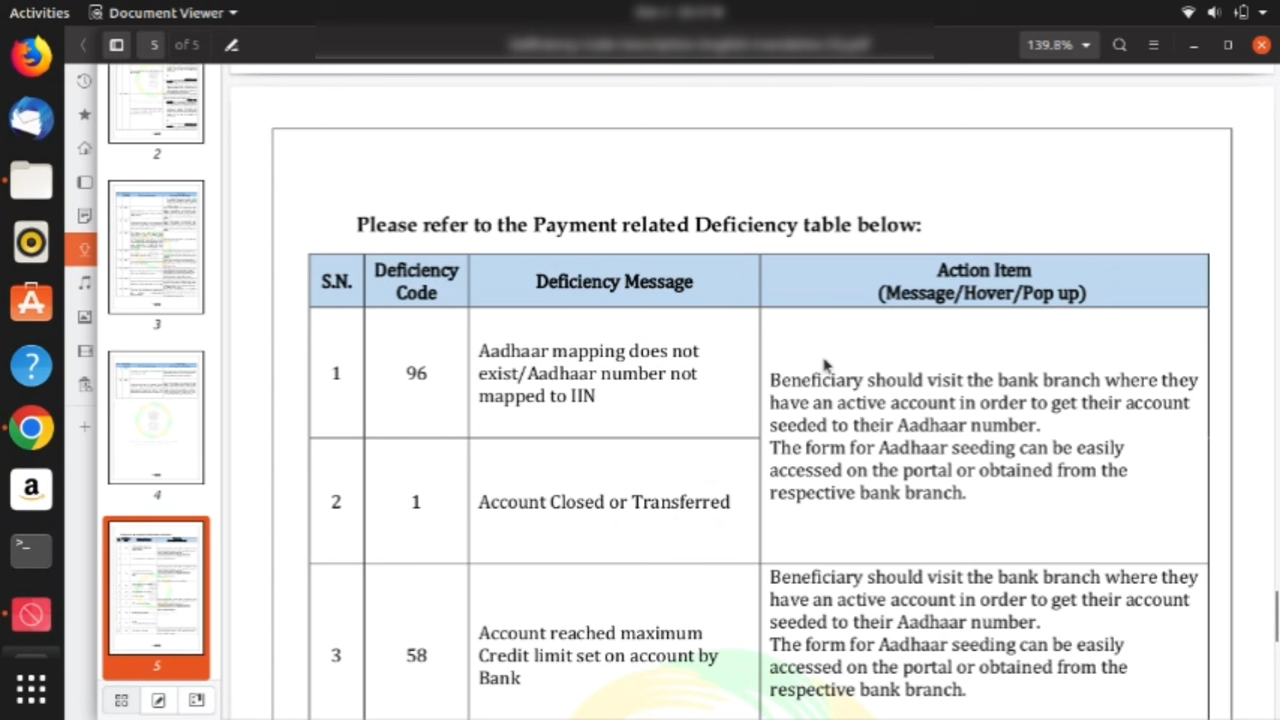 Activities
Document Viewer
5 of 5
139.8%
2
3
4
5
Please refer to the Payment related Deficiency table below:
S.N.
Deficiency
Code
Deficiency Message
Action Item
(Message/Hover/Pop up)
1
96
Aadhaar mapping does not
exist/Aadhaar number not
mapped to IIN
Beneficiary should visit the bank branch where they
have an active account in order to get their account
seeded to their Aadhaar number.
The form for Aadhaar seeding can be easily
accessed on the portal or obtained from the
respective bank branch.
2
1
Account Closed or Transferred
3
58
Account reached maximum
Credit limit set on account by
Bank
Beneficiary should visit the bank branch where they
have an active account in order to get their account
seeded to their Aadhaar number.
The form for Aadhaar seeding can be easily
accessed on the portal or obtained from the
respective bank branch.